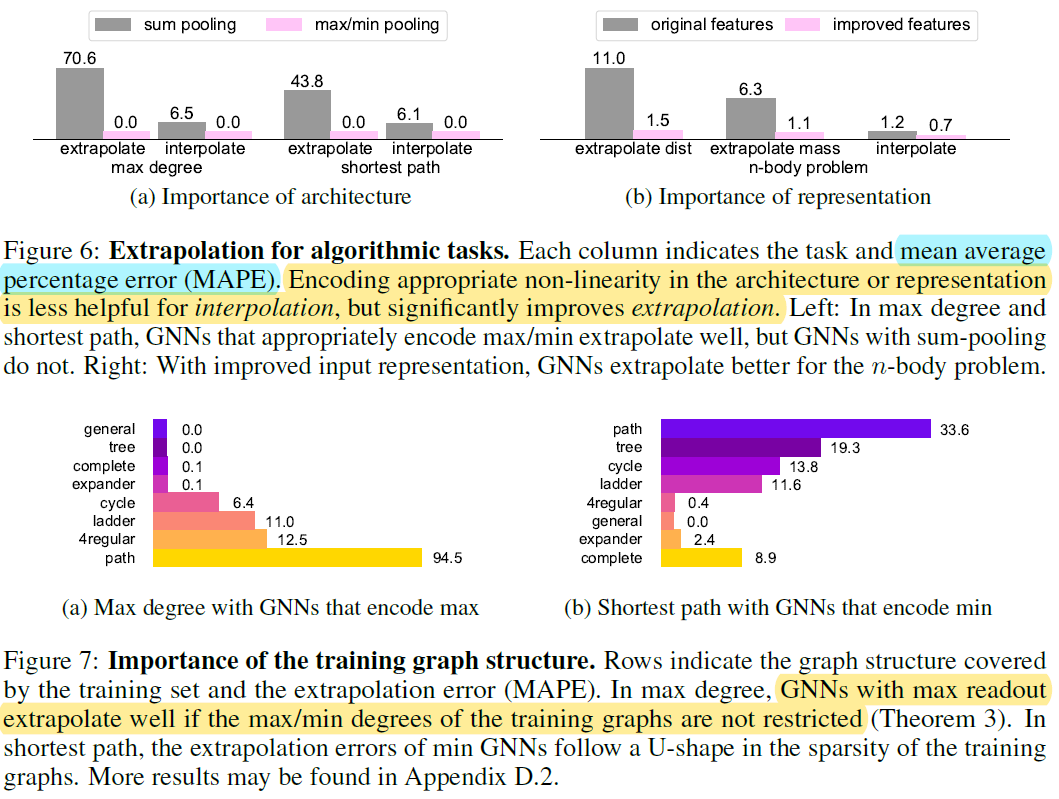 sum pooling max/min pooling
70.6 0.0 6.5 0.0 43.8 0.0 6.1 0.0
extrapolate interpolate extrapolate interpolate
max degree shortest path
(a) Importance of architecture
original features improved features
11.0 1.5 6.3 1.1 1.2 0.7
extrapolate dist extrapolate mass interpolate
n-body problem
(b) Importance of representation
Figure 6: Extrapolation for algorithmic tasks. Each column indicates the task and mean average
percentage error (MAPE). Encoding appropriate non-linearity in the architecture or representation
is less helpful for interpolation, but significantly improves extrapolation. Left: In max degree and
shortest path, GNNs that appropriately encode max/min extrapolate well, but GNNs with sum-pooling
do not. Right: With improved input representation, GNNs extrapolate better for the n-body problem.
general 0.0
tree 0.0
complete 0.1
expander 0.1
cycle 6.4
ladder 11.0
4regular 12.5
path 94.5
(a) Max degree with GNNs that encode max
path 33.6
tree 19.3
cycle 13.8
ladder 11.6
4regular 0.4
general 0.0
expander 2.4
complete 8.9
(b) Shortest path with GNNs that encode min
Figure 7: Importance of the training graph structure. Rows indicate the graph structure covered
by the training set and the extrapolation error (MAPE). In max degree, GNNs with max readout
extrapolate well if the max/min degrees of the training graphs are not restricted (Theorem 3). In
shortest path, the extrapolation errors of min GNNs follow a U-shape in the sparsity of the training
graphs. More results may be found in Appendix D.2.